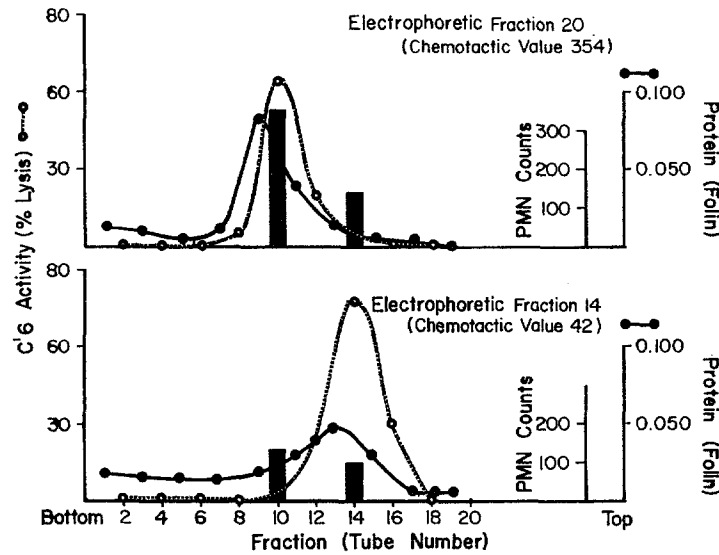 Electrophoretic Fraction 20
(Chemotactic Value 354)
80
60
30
C'6 Activity (% Lysis)
PMN Counts
300
200
100
0.100
0.050
Protein (Folin)
Electrophoretic Fraction 14
(Chemotactic Value 42)
80
60
30
PMN Counts
200
100
0.100
0.050
Protein (Folin)
Bottom 2 4 6 8 10 12 14 16 18 20 Top
Fraction (Tube Number)